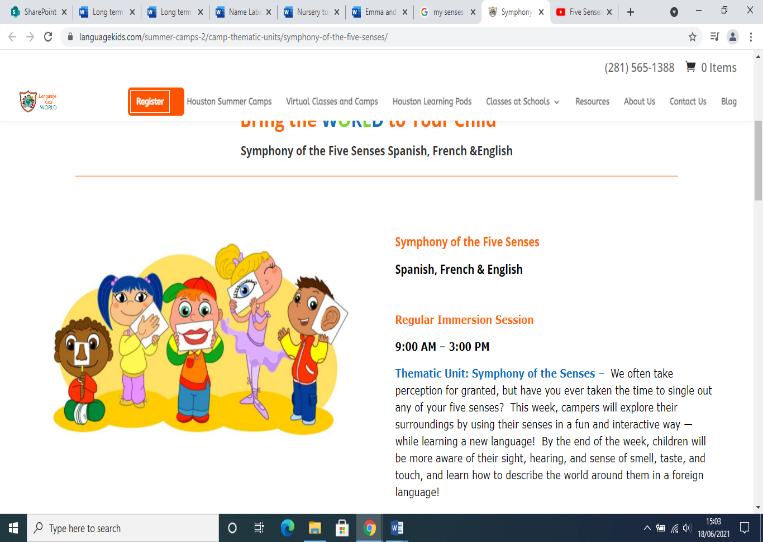 SharePoint
Long term
Long term
Name Labe
Nursery to
Emma and
my senses
Symphony
Five Sense
languagekids.com/summer-camps-2/camp-thematic-units/symphony-of-the-five-senses/
(281) 565-1388 0 Items
Language Kids WORLD
Register Houston Summer Camps Virtual Classes and Camps Houston Learning Pods Classes at Schools Resources About Us Contact Us Blog
Bring the WORLD to Your Child
Symphony of the Five Senses Spanish, French &English
Symphony of the Five Senses
Spanish, French & English
Regular Immersion Session
9:00 AM – 3:00 PM
Thematic Unit: Symphony of the Senses – We often take
perception for granted, but have you ever taken the time to single out
any of your five senses? This week, campers will explore their
surroundings by using their senses in a fun and interactive way —
while learning a new language! By the end of the week, children will
be more aware of their sight, hearing, and sense of smell, taste, and
touch, and learn how to describe the world around them in a foreign
language!
Type here to search
15:03
18/06/2021